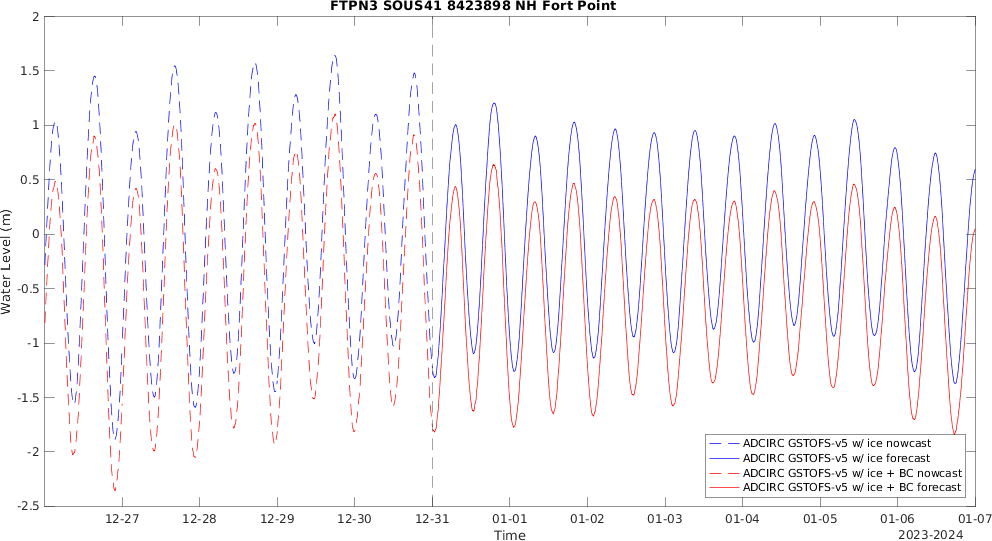 FTPN3 SOUS41 8423898 NH Fort Point
2
1.5
1
0.5
0
-0.5
-1
-1.5
-2
-2.5
Water Level (m)
ADCIRC GSTOFS-v5 w/ ice nowcast
ADCIRC GSTOFS-v5 w/ ice forecast
ADCIRC GSTOFS-v5 w/ ice + BC nowcast
ADCIRC GSTOFS-v5 w/ ice + BC forecast
12-27 12-28 12-29 12-30 12-31 01-01 01-02 01-03 01-04 01-05 01-06 01-07
Time
2023-2024